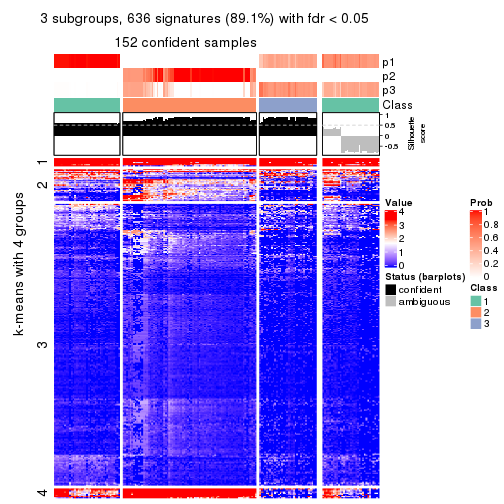 3 subgroups, 636 signatures (89.1%) with fdr < 0.05
152 confident samples
p1
p2
p3
Class
1
0.5
0
-0.5
Silhouette
score
k-means with 4 groups
1
2
3
4
Value
4
3
2
1
0
Status (barplots)
confident
ambiguous
Prob
1
0.8
0.6
0.4
0.2
0
Class
1
2
3